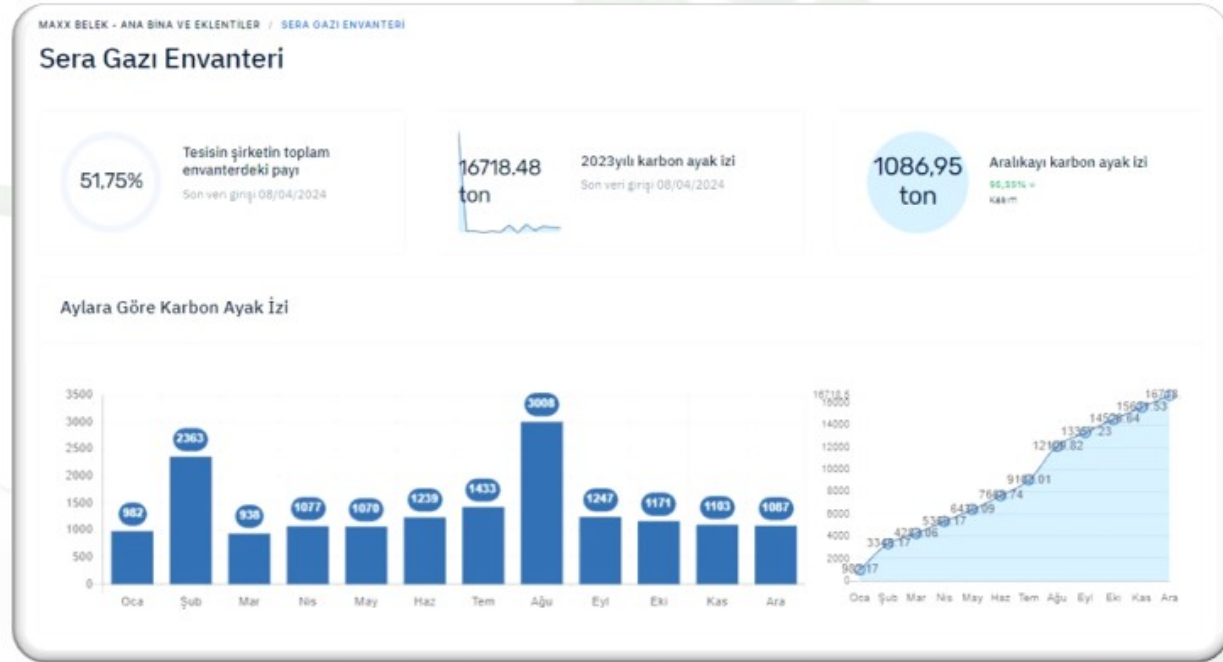 MAXX BELEK - ANA BİNA VE EKLENTİLER / SERA GAZI ENVANTERİ
Sera Gazı Envanteri
51,75%
Tesisin şirketin toplam
envanterdeki payı
Son veri girişi 08/04/2024
16718.48
ton
2023yılı karbon ayak izi
Son veri girişi 08/04/2024
1086,95
ton
Aralıkayı karbon ayak izi
Kasım
Aylara Göre Karbon Ayak İzi
3500
3000
2500
2000
1500
1000
500
0
982
2363
938
1077
1070
1239
1433
3008
1247
1171
1103
1087
Oca Şub Mar Nis May Haz Tem Ağu Eyl Eki Kas Ara
16718.5
16000
14000
12000
10000
8000
6000
4000
2000
0
982.17
Oca Şub Mar Nis May Haz Tem Ağu Eyl Eki Kas Ara